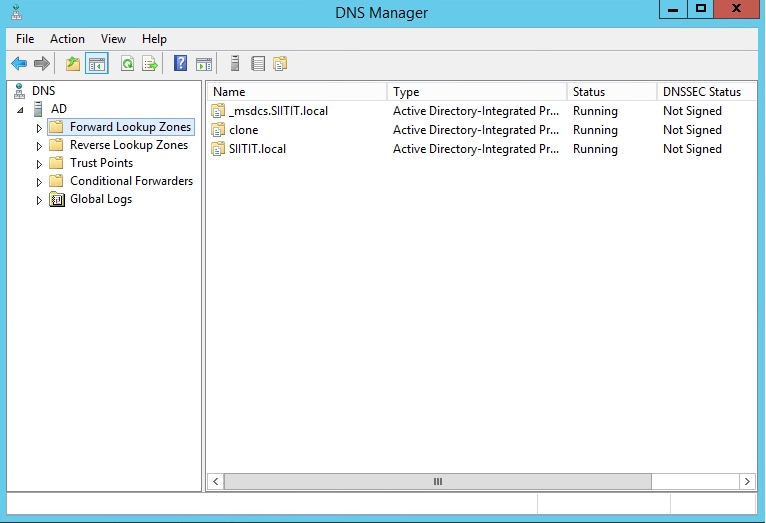 DNS Manager
File Action View Help
DNS
AD
Forward Lookup Zones
Reverse Lookup Zones
Trust Points
Conditional Forwarders
Global Logs
Name Type Status DNSSEC Status
_msdcs.SIITIT.local Active Directory-Integrated Pr... Running Not Signed
clone Active Directory-Integrated Pr... Running Not Signed
SIITIT.local Active Directory-Integrated Pr... Running Not Signed